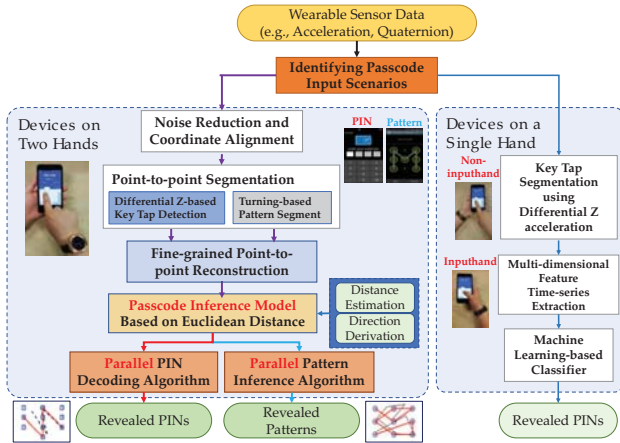 Wearable Sensor Data
(e.g., Acceleration, Quaternion)
Identifying Passcode
Input Scenarios
Devices on
Two Hands
Noise Reduction and
Coordinate Alignment
PIN
Pattern
Point-to-point Segmentation
Differential Z-based
Key Tap Detection
Turning-based
Pattern Segment
Fine-grained Point-to-
point Reconstruction
Passcode Inference Model
Based on Euclidean Distance
Distance
Estimation
Direction
Derivation
Parallel PIN
Decoding Algorithm
Parallel Pattern
Inference Algorithm
Revealed PINs
Revealed
Patterns
Devices on a
Single Hand
Non-
inputhand
Key Tap
Segmentation
using
Differential Z
acceleration
Inputhand
Multi-dimensional
Feature
Time-series
Extraction
Machine
Learning-based
Classifier
Revealed PINs